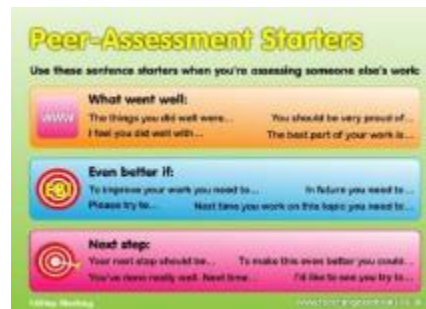 Peer-Assessment Starters
Use these sentence starters when you're assessing someone else's work:
What went well:
WWW
The things you did well were... You should be very proud of...
I feel you did well with... The best part of your work is...
Even better if:
EBI
To improve your work you need to... In future you need to...
Please try to... Next time you work on this topic you need to...
Next step:
Your next step should be... To make this even better you could...
You've done really well. Next time... I'd like to see you try to...